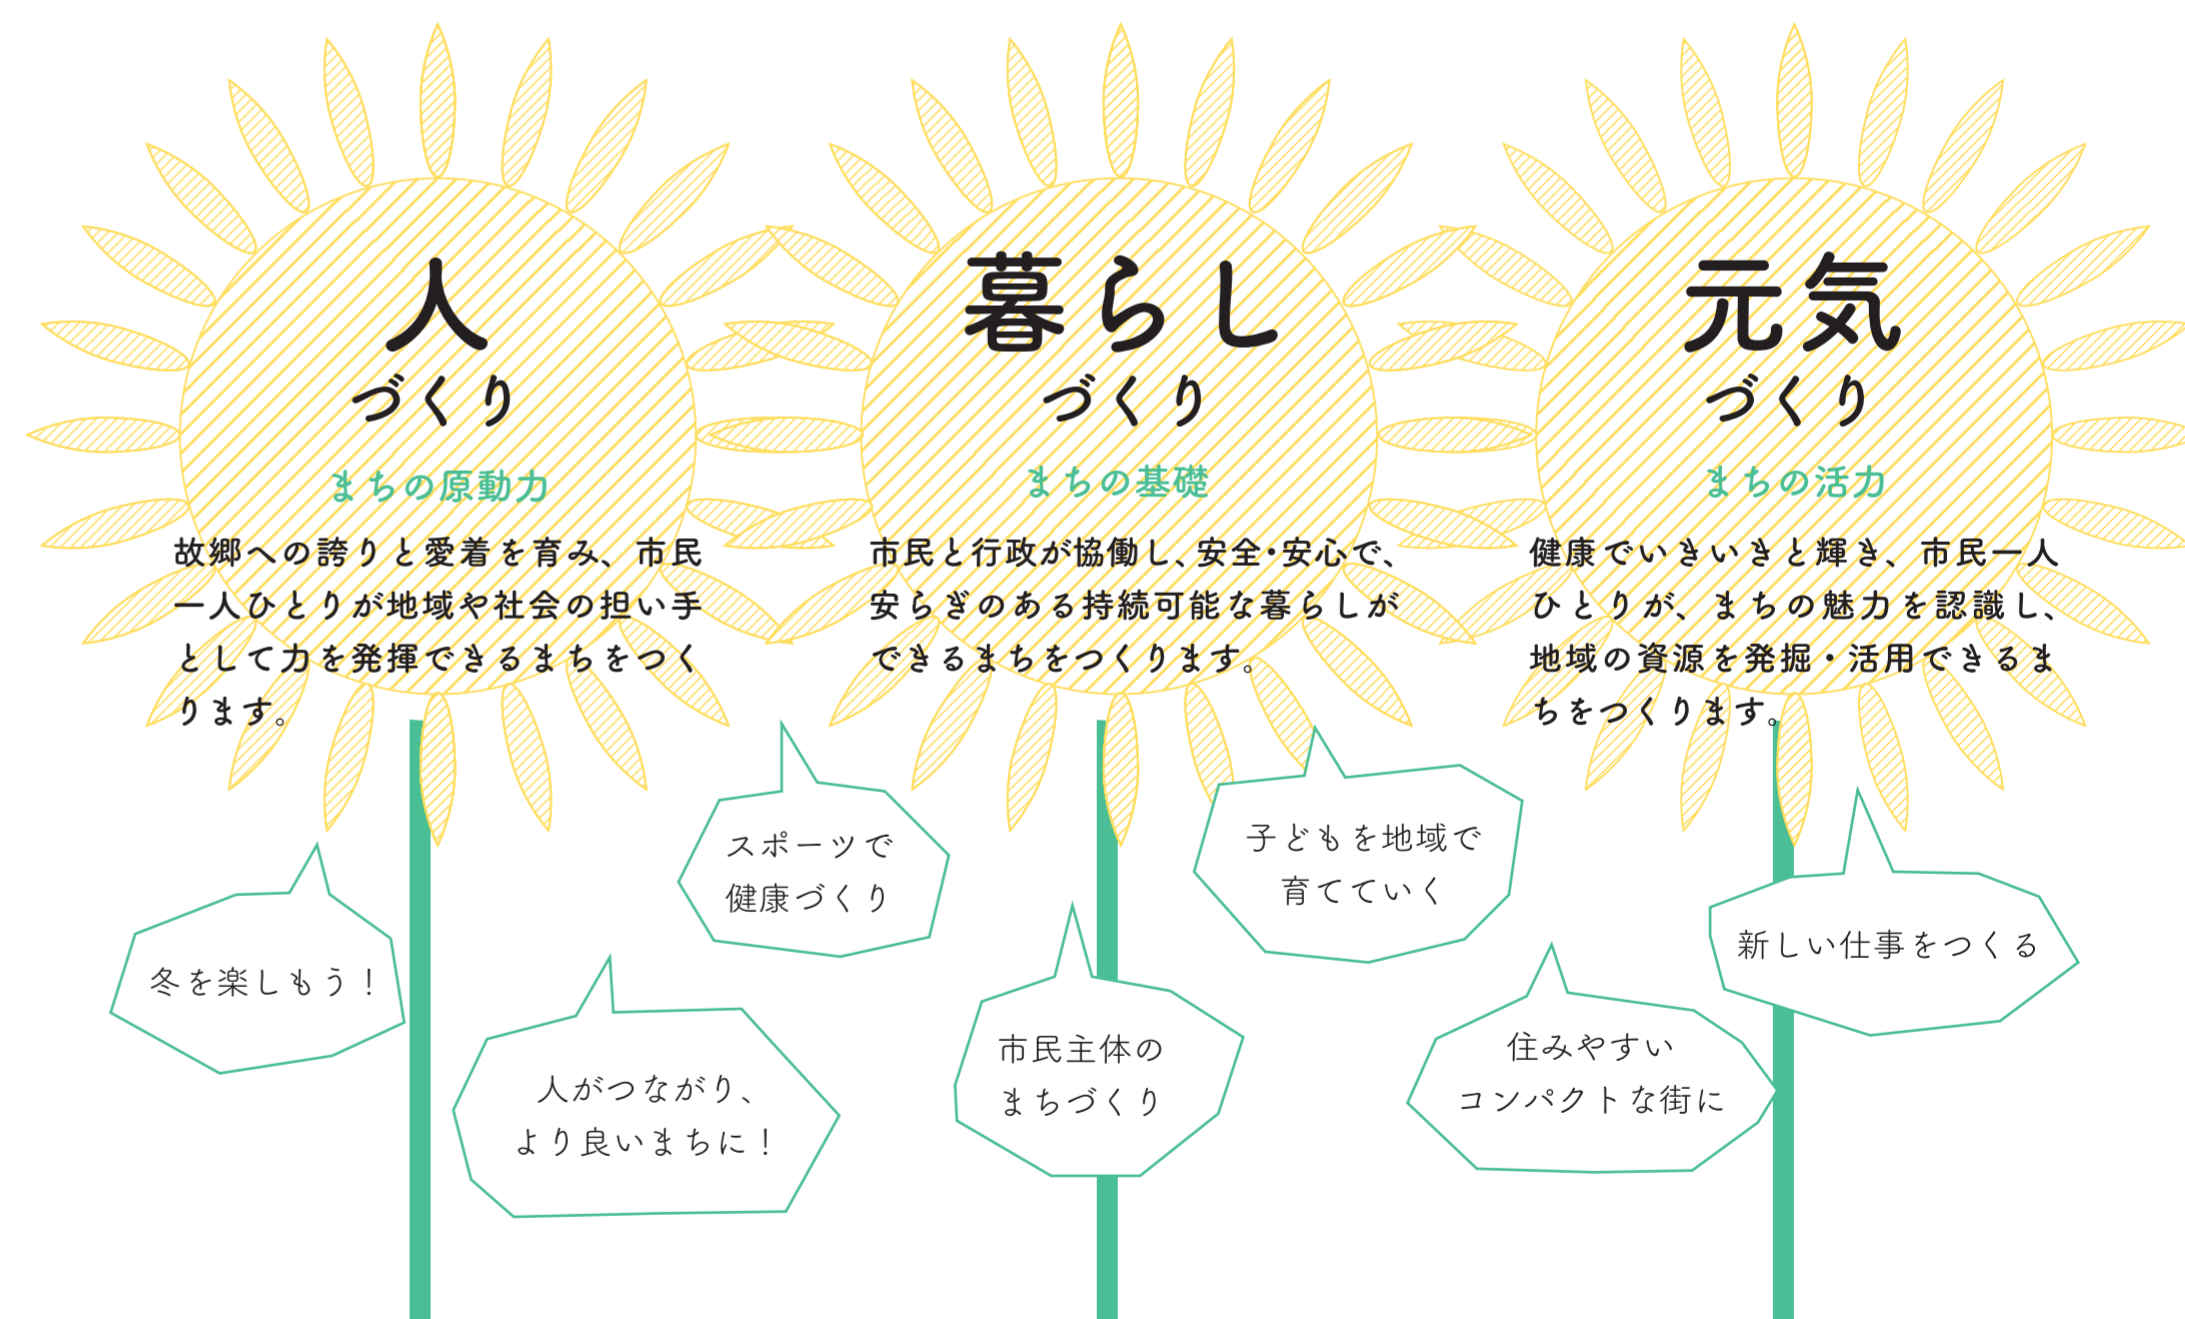 人
づくり
まちの原動力
故郷への誇りと愛着を育み、市民
一人ひとりが地域や社会の担い手
として力を発揮できるまちをつく
ります。
暮らし
づくり
まちの基礎
市民と行政が協働し、安全・安心で、
安らぎのある持続可能な暮らしが
できるまちをつくります。
元気
づくり
まちの活力
健康でいきいきと輝き、市民一人
ひとりが、まちの魅力を認識し、
地域の資源を発掘・活用できるま
ちをつくります。
冬を楽しもう！
人がつながり、
より良いまちに！
スポーツで
健康づくり
市民主体の
まちづくり
子どもを地域で
育てていく
住みやすい
コンパクトな街に
新しい仕事をつくる